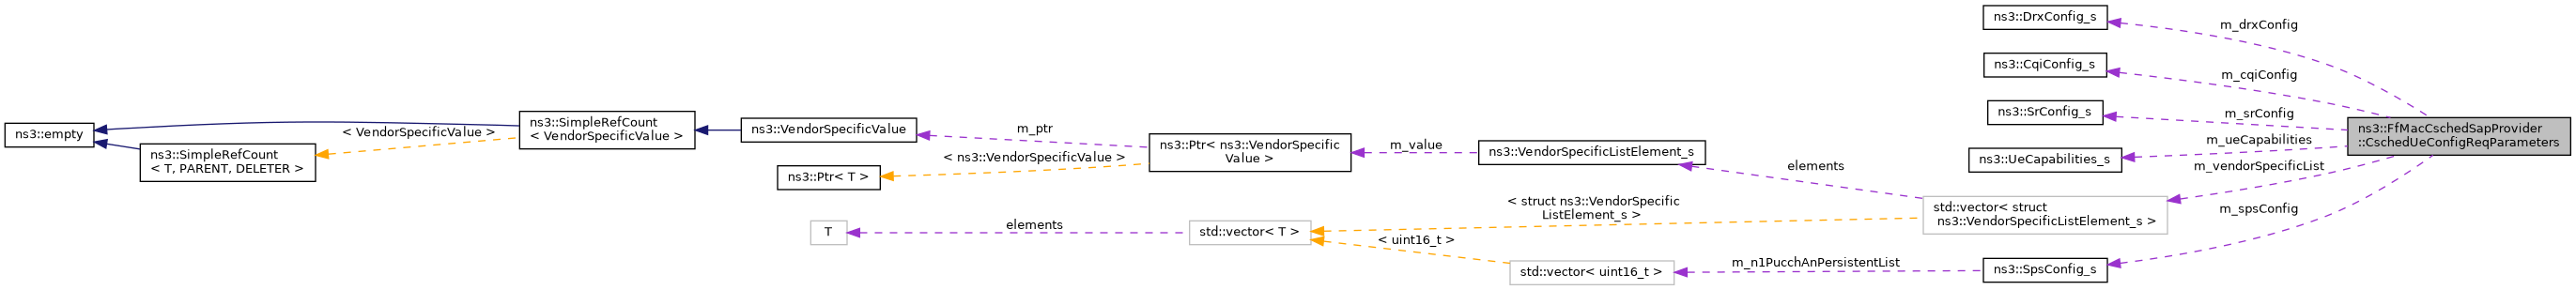 ns3::empty
< VendorSpecificValue >
ns3::SimpleRefCount
< T, PARENT, DELETER >
ns3::SimpleRefCount
< VendorSpecificValue >
ns3::VendorSpecificValue
m_ptr
< ns3::VendorSpecificValue >
ns3::Ptr< T >
ns3::Ptr< ns3::VendorSpecific
Value >
m_value
ns3::VendorSpecificListElement_s
elements
T
elements
std::vector< T >
< struct ns3::VendorSpecific
ListElement_s >
< uint16_t >
std::vector< uint16_t >
m_n1PucchAnPersistentList
std::vector< struct
ns3::VendorSpecificListElement_s >
ns3::DrxConfig_s
m_drxConfig
ns3::CqiConfig_s
m_cqiConfig
ns3::SrConfig_s
m_srConfig
ns3::UeCapabilities_s
m_ueCapabilities
m_vendorSpecificList
m_spsConfig
ns3::SpsConfig_s
ns3::FfMacCschedSapProvider
::CschedUeConfigReqParameters